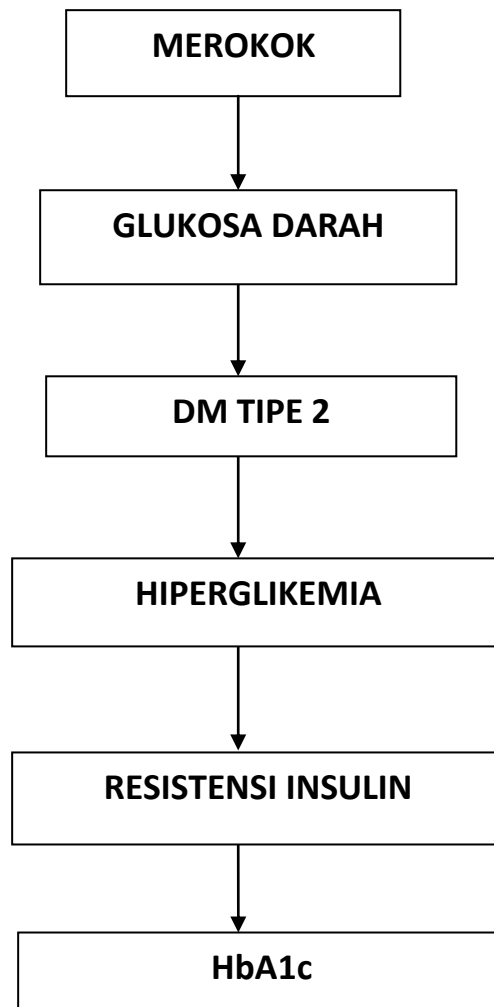 MEROKOK
GLUKOSA DARAH
DM TIPE 2
HIPERGLIKEMIA
RESISTENSI INSULIN
HbA1c